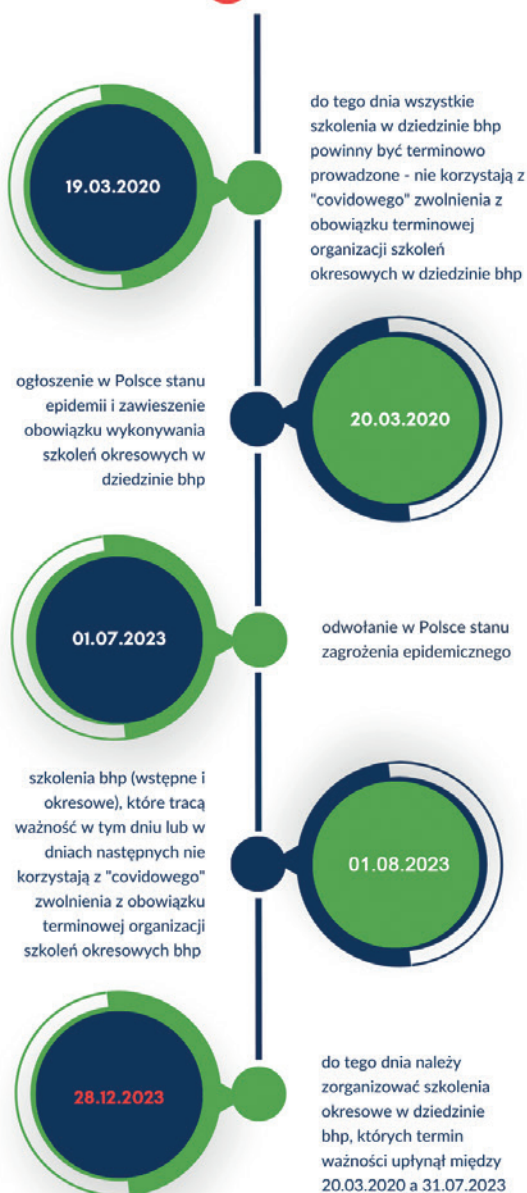 19.03.2020
do tego dnia wszystkie
szkolenia w dziedzinie bhp
powinny być terminowo
prowadzone - nie korzystają z
"covidowego" zwolnienia z
obowiązku terminowej
organizacji szkoleń
okresowych w dziedzinie bhp
ogłoszenie w Polsce stanu
epidemii i zawieszenie
obowiązku wykonywania
szkoleń okresowych w
dziedzinie bhp
20.03.2020
01.07.2023
odwołanie w Polsce stanu
zagrożenia epidemicznego
szkolenia bhp (wstępne i
okresowe), które tracą
ważność w tym dniu lub w
dniach następnych nie
korzystają z "covidowego"
zwolnienia z obowiązku
terminowej organizacji
szkoleń okresowych bhp
01.08.2023
28.12.2023
do tego dnia należy
zorganizować szkolenia
okresowe w dziedzinie
bhp, których termin
ważności upłynął między
20.03.2020 a 31.07.2023